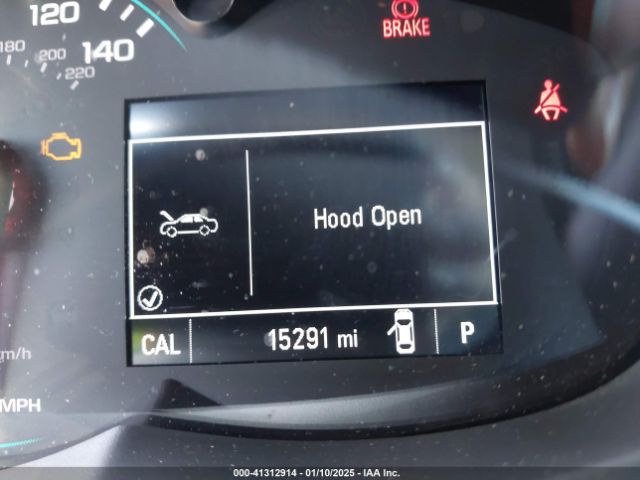 120
BRAKE
180
200
140
220
Hood Open
CAL
15291 mi
P
km/h
MPH
000-41312914 - 01/10/2025 - IAA Inc.